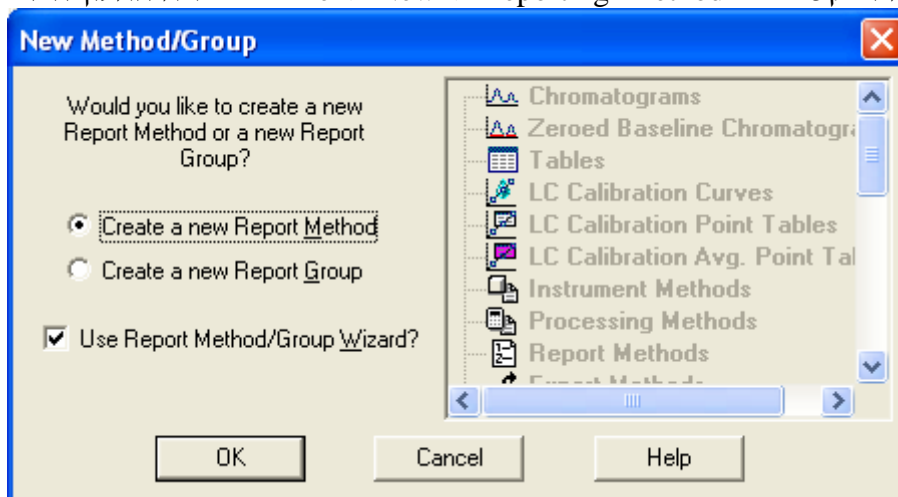 New Method/Group
Would you like to create a new
Report Method or a new Report
Group?
Create a new Report Method
Create a new Report Group
Use Report Method/Group Wizard?
Chromatograms
Zeroed Baseline Chromatogra
Tables
LC Calibration Curves
LC Calibration Point Tables
LC Calibration Avg. Point Tal
Instrument Methods
Processing Methods
Report Methods
Export Methods
OK
Cancel
Help